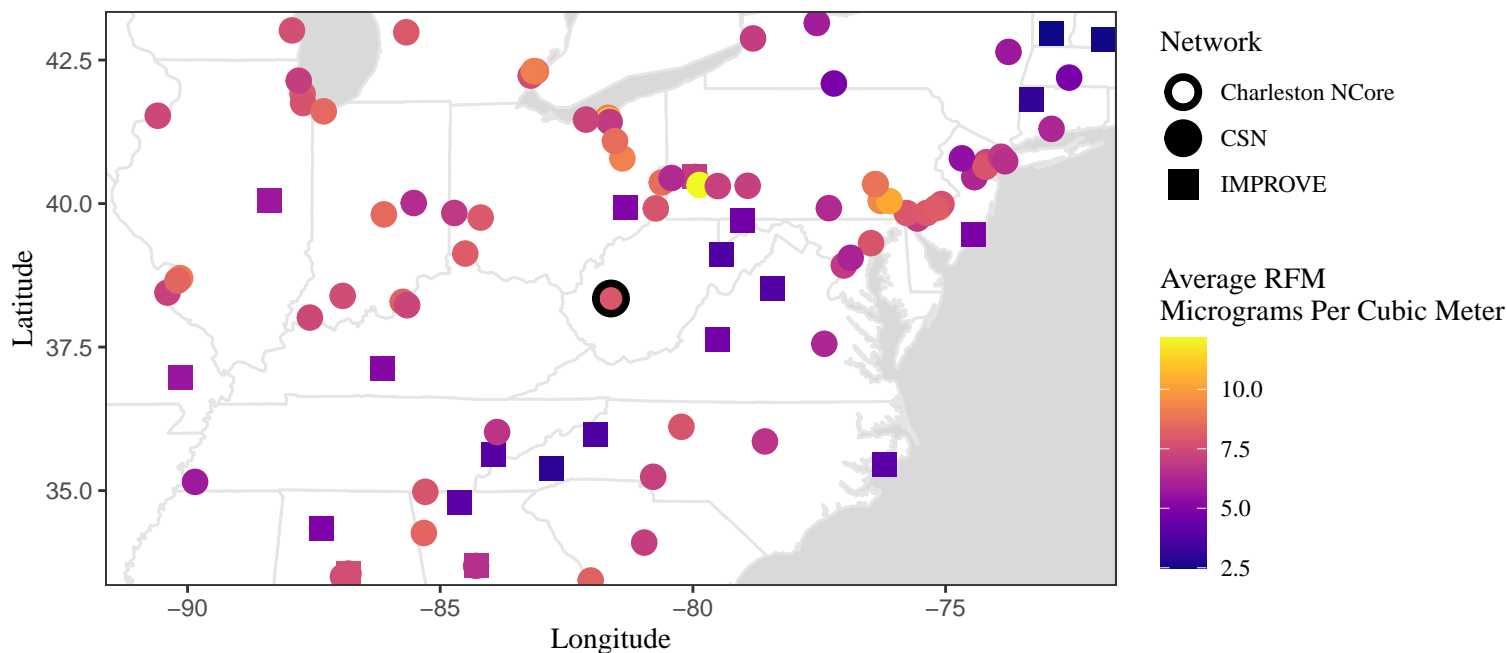 42.5
40.0
37.5
35.0
Latitude
−90
−85
−80
−75
Longitude
Network
Charleston NCore
CSN
IMPROVE
Average RFM
Micrograms Per Cubic Meter
10.0
7.5
5.0
2.5